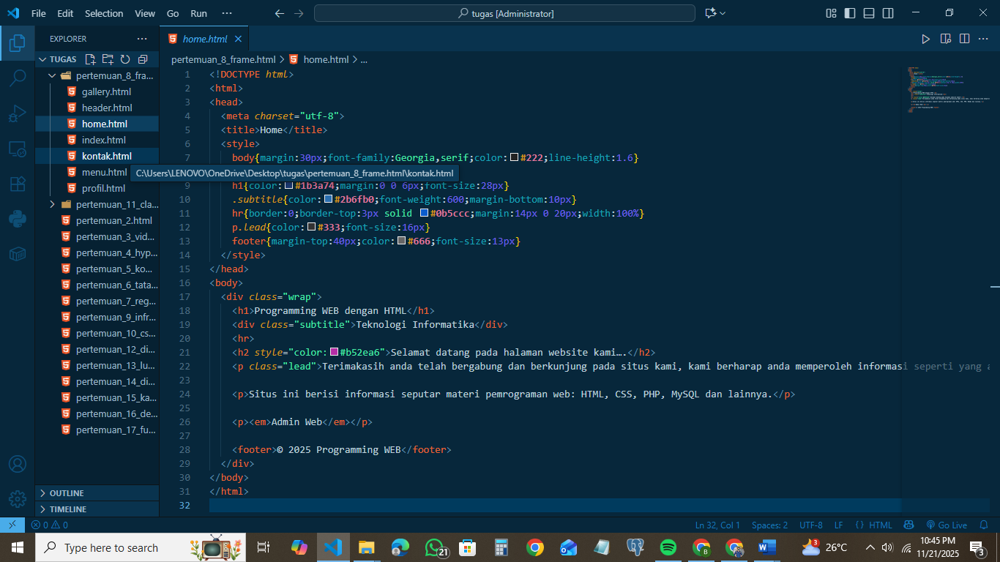 File Edit Selection View Go Run ··· tugas [Administrator]
EXPLORER ···
TUGAS
pertemuan_8_fra...
gallery.html
header.html
home.html
index.html
kontak.html
menu.html
profil.html
pertemuan_11_cla...
pertemuan_2.html
pertemuan_3_vid...
pertemuan_4_hyp...
pertemuan_5_ko...
pertemuan_6_tata...
pertemuan_7_reg...
pertemuan_9_infr...
pertemuan_10_cs...
pertemuan_12_di...
pertemuan_13_lu...
pertemuan_14_di...
pertemuan_15_ka...
pertemuan_16_de...
pertemuan_17_fu...
OUTLINE
TIMELINE
home.html
pertemuan_8_frame.html > home.html > ...
1 <!DOCTYPE html>
2 <html>
3 <head>
4 <meta charset="utf-8">
5 <title>Home</title>
6 <style>
7 body{margin:30px;font-family:Georgia,serif;color:#222;line-height:1.6}
C:\Users\LENOVO\OneDrive\Desktop\tugas\pertemuan_8_frame.html\kontak.html
9 h1{color:#1b3a74;margin:0 0 6px;font-size:28px}
10 .subtitle{color:#2b6fb0;font-weight:600;margin-bottom:10px}
11 hr{border:0;border-top:3px solid #0b5ccc;margin:14px 0 20px;width:100%}
12 p.lead{color:#333;font-size:16px}
13 footer{margin-top:40px;color:#666;font-size:13px}
14 </style>
15 </head>
16 <body>
17 <div class="wrap">
18 <h1>Programming WEB dengan HTML</h1>
19 <div class="subtitle">Teknologi Informatika</div>
20 <hr>
21 <h2 style="color:#b52ea6">Selamat datang pada halaman website kami….</h2>
22 <p class="lead">Terimakasih anda telah bergabung dan berkunjung pada situs kami, kami berharap anda memperoleh informasi seperti yang a
23
24 <p>Situs ini berisi informasi seputar materi pemrograman web: HTML, CSS, PHP, MySQL dan lainnya.</p>
25
26 <p><em>Admin Web</em></p>
27
28 <footer>© 2025 Programming WEB</footer>
29 </div>
30 </body>
31 </html>
32
0 0 Ln 32, Col 1 Spaces: 2 UTF-8 LF {} HTML Go Live
Type here to search 21 3 26°C 10:45 PM
11/21/2025 3